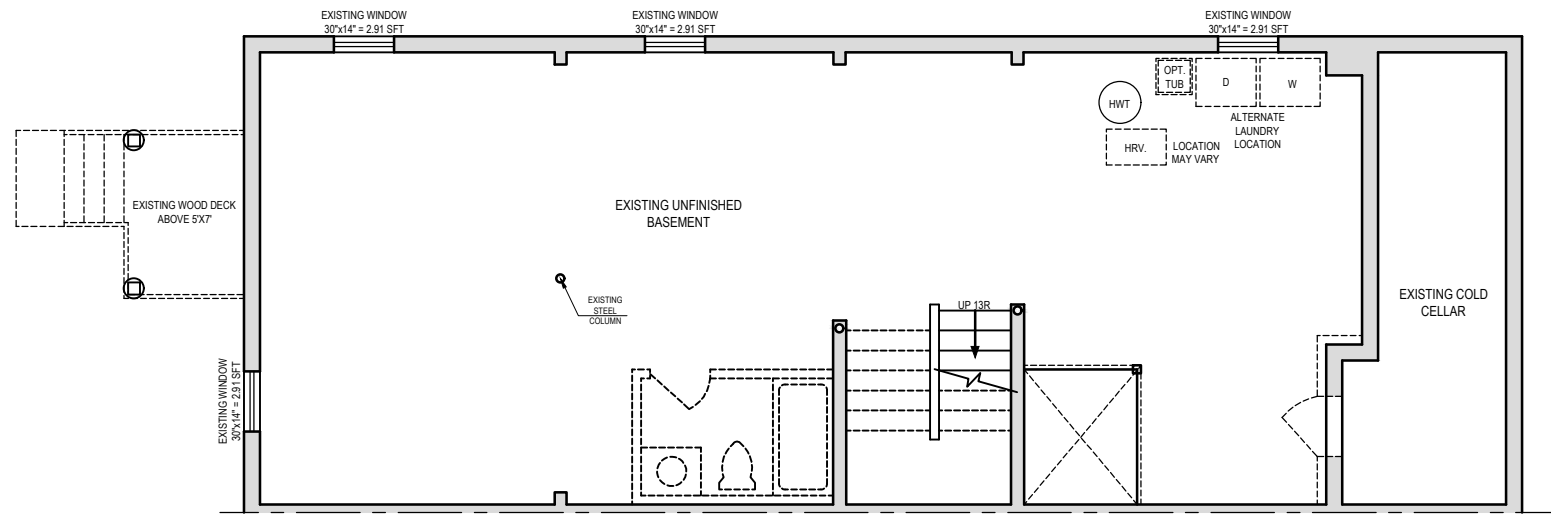 EXISTING WINDOW
30"x14" = 2.91 SFT
EXISTING WINDOW
30"x14" = 2.91 SFT
EXISTING WINDOW
30"x14" = 2.91 SFT
OPT.
TUB
D
W
HWT
ALTERNATE
LAUNDRY
LOCATION
HRV.
LOCATION
MAY VARY
EXISTING WOOD DECK
ABOVE 5'X7'
EXISTING UNFINISHED
BASEMENT
EXISTING
STEEL
COLUMN
UP 13R
EXISTING COLD
CELLAR
EXISTING WINDOW
30"x14" = 2.91 SFT